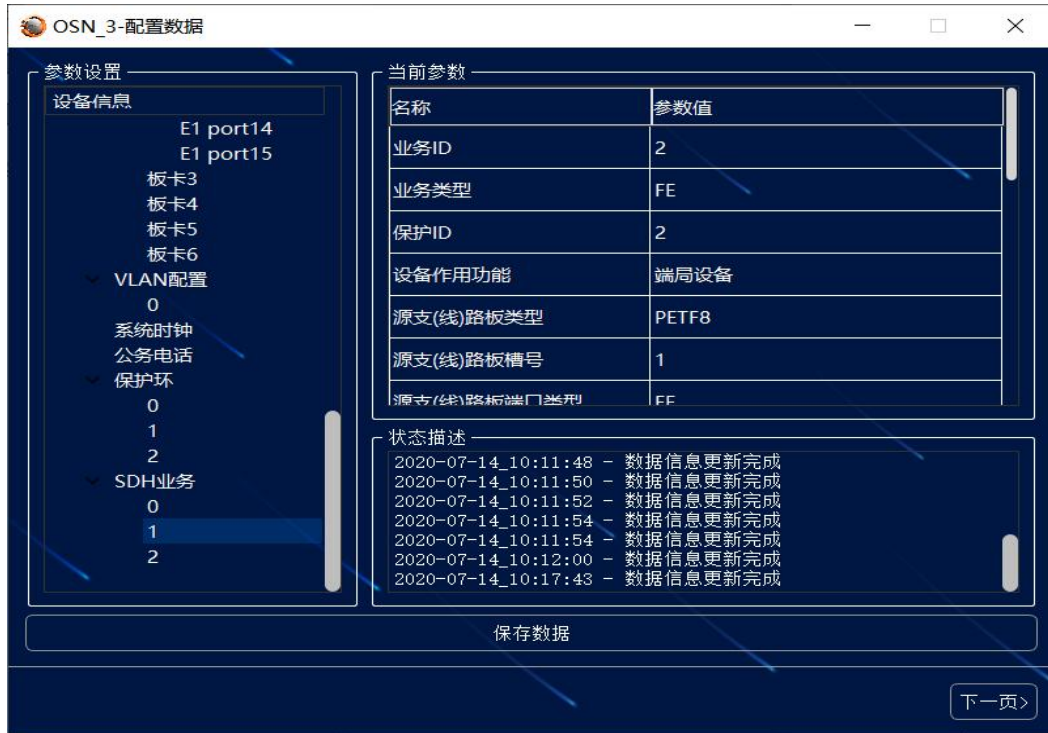 OSN_3-配置数据
参数设置
设备信息
E1 port14
E1 port15
板卡3
板卡4
板卡5
板卡6
VLAN配置
0
系统时钟
公务电话
保护环
0
1
2
SDH业务
0
1
2
当前参数
名称 参数值
业务ID 2
业务类型 FE
保护ID 2
设备作用功能 端局设备
源支(线)路板类型 PETF8
源支(线)路板槽号 1
源支(线)路板端口类型 FE
状态描述
2020-07-14_10:11:48 - 数据信息更新完成
2020-07-14_10:11:50 - 数据信息更新完成
2020-07-14_10:11:52 - 数据信息更新完成
2020-07-14_10:11:54 - 数据信息更新完成
2020-07-14_10:11:54 - 数据信息更新完成
2020-07-14_10:12:00 - 数据信息更新完成
2020-07-14_10:17:43 - 数据信息更新完成
保存数据
下一页>